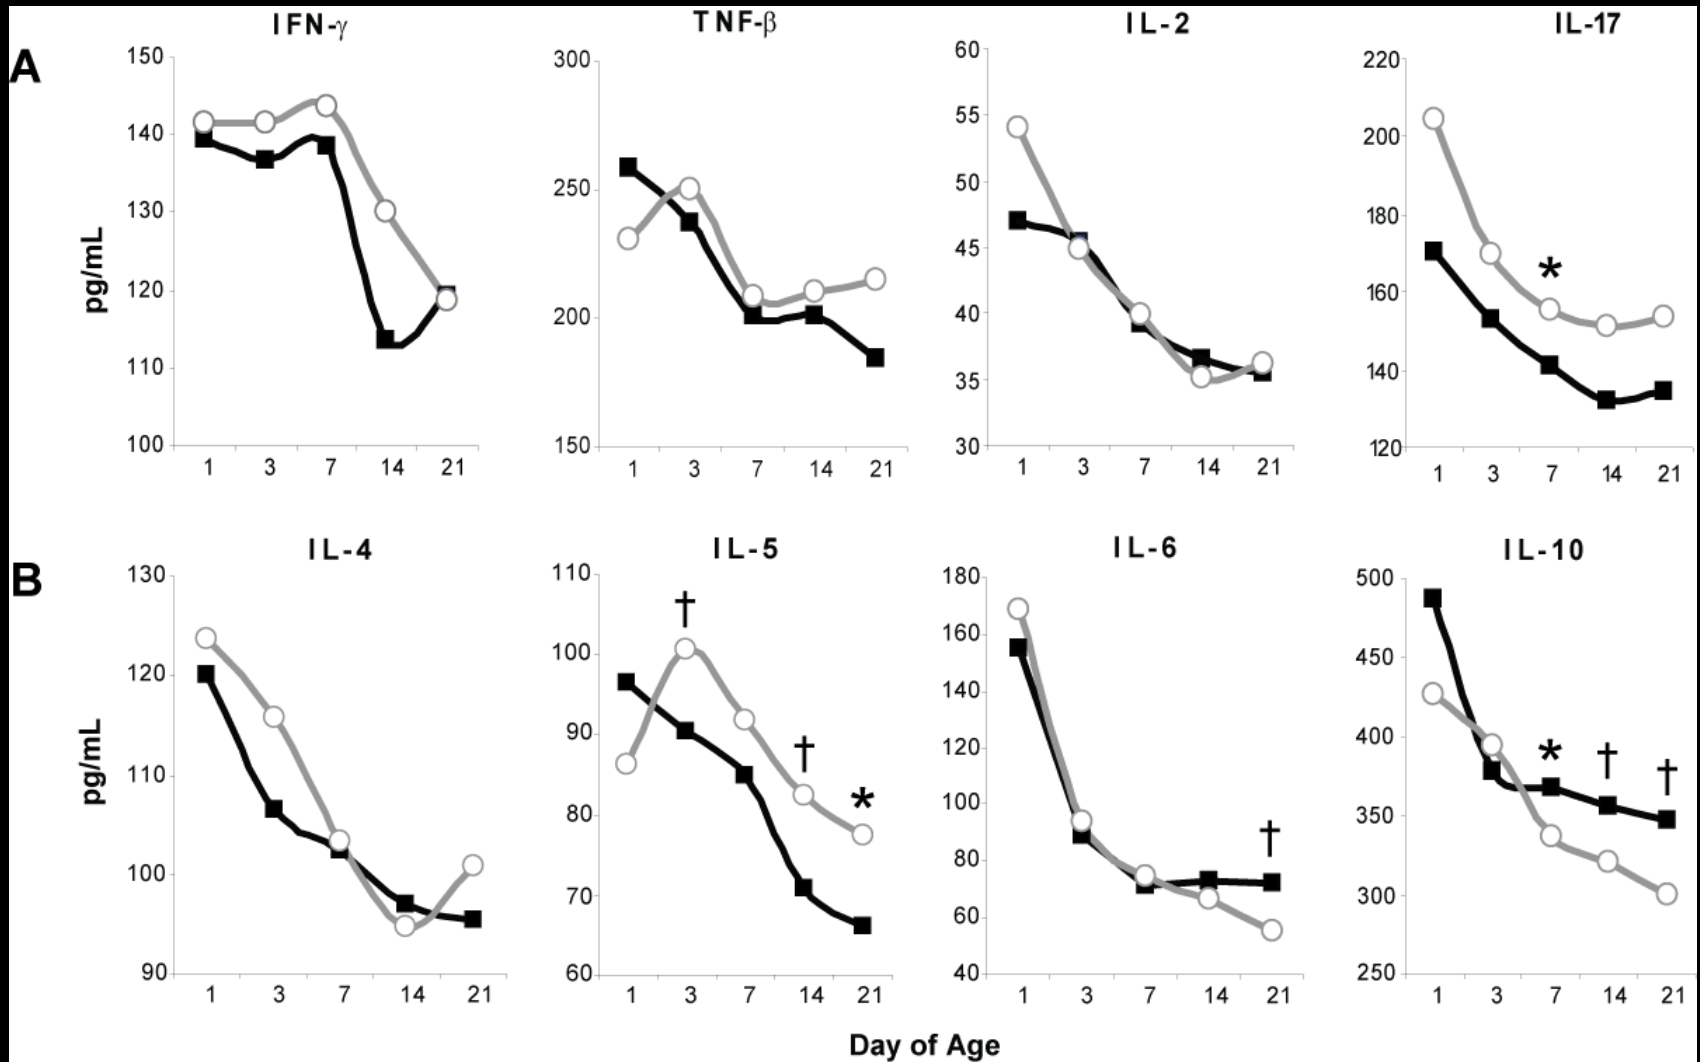 A
IFN-γ
150
140
130
120
110
100
pg/mL
1 3 7 14 21
TNF-β
300
250
200
150
1 3 7 14 21
IL-2
60
55
50
45
40
35
30
1 3 7 14 21
IL-17
220
200
180
160
140
120
*
1 3 7 14 21
B
IL-4
130
120
110
100
90
pg/mL
1 3 7 14 21
IL-5
110
100
90
80
70
60
†
†
*
1 3 7 14 21
IL-6
180
160
140
120
100
80
60
40
†
1 3 7 14 21
IL-10
500
450
400
350
300
250
* † †
1 3 7 14 21
Day of Age